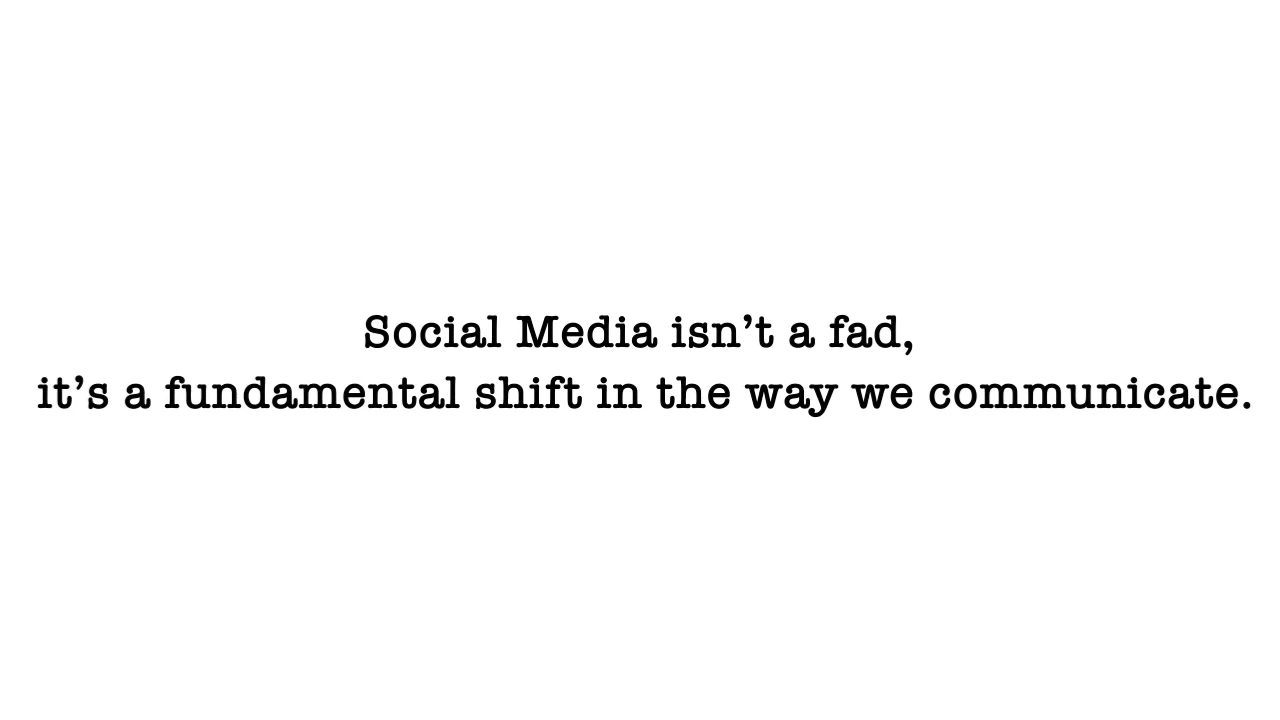 Social Media isn’t a fad,
it’s a fundamental shift in the way we communicate.